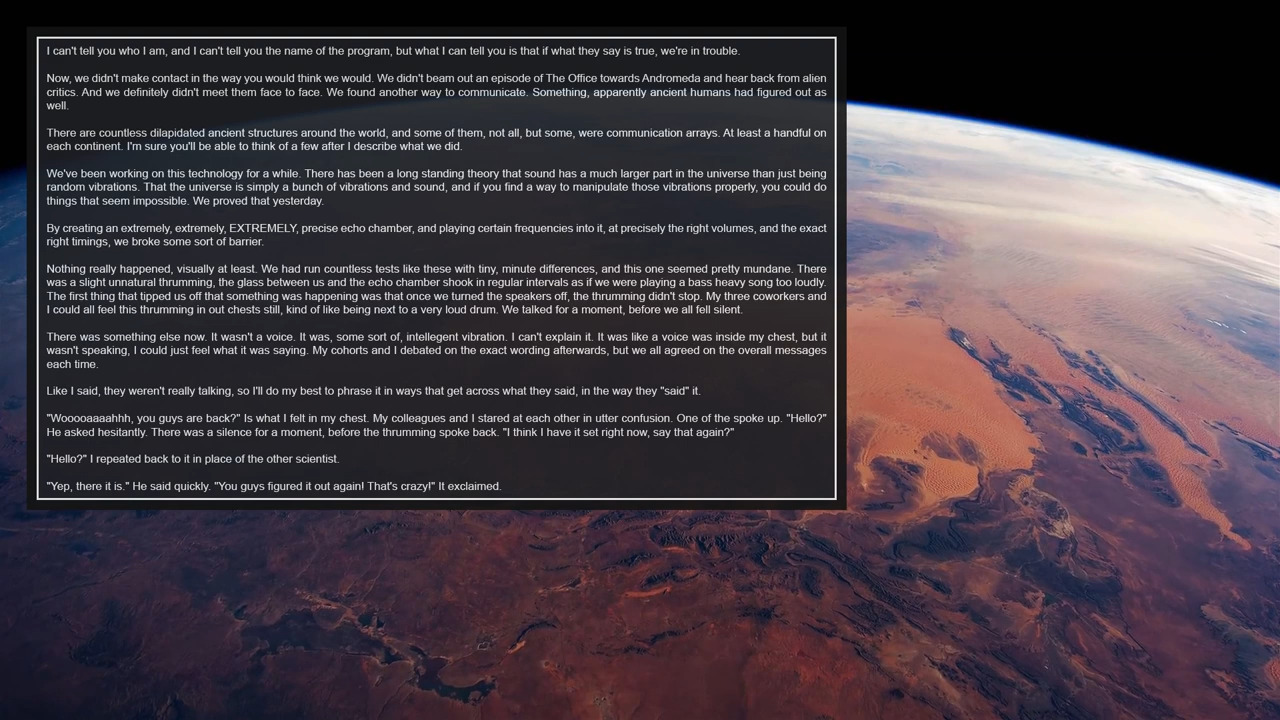 I can't tell you who I am, and I can't tell you the name of the program, but what I can tell you is that if what they say is true, we're in trouble.
Now, we didn't make contact in the way you would think we would. We didn't beam out an episode of The Office towards Andromeda and hear back from alien
critics. And we definitely didn't meet them face to face. We found another way to communicate. Something, apparently ancient humans had figured out as
well.
There are countless dilapidated ancient structures around the world, and some of them, not all, but some, were communication arrays. At least a handful on
each continent. I'm sure you'll be able to think of a few after I describe what we did.
We've been working on this technology for a while. There has been a long standing theory that sound has a much larger part in the universe than just being
random vibrations. That the universe is simply a bunch of vibrations and sound, and if you find a way to manipulate those vibrations properly, you could do
things that seem impossible. We proved that yesterday.
By creating an extremely, extremely, EXTREMELY, precise echo chamber, and playing certain frequencies into it, at precisely the right volumes, and the exact
right timings, we broke some sort of barrier.
Nothing really happened, visually at least. We had run countless tests like these with tiny, minute differences, and this one seemed pretty mundane. There
was a slight unnatural thrumming, the glass between us and the echo chamber shook in regular intervals as if we were playing a bass heavy song too loudly.
The first thing that tipped us off that something was happening was that once we turned the speakers off, the thrumming didn't stop. My three coworkers and
I could all feel this thrumming in out chests still, kind of like being next to a very loud drum. We talked for a moment, before we all fell silent.
There was something else now. It wasn't a voice. It was, some sort of, intellegent vibration. I can't explain it. It was like a voice was inside my chest, but it
wasn't speaking, I could just feel what it was saying. My cohorts and I debated on the exact wording afterwards, but we all agreed on the overall messages
each time.
Like I said, they weren't really talking, so I'll do my best to phrase it in ways that get across what they said, in the way they "said" it.
"Wooooaaaahhh, you guys are back?" Is what I felt in my chest. My colleagues and I stared at each other in utter confusion. One of the spoke up. "Hello?"
He asked hesitantly. There was a silence for a moment, before the thrumming spoke back. "I think I have it set right now, say that again?"
"Hello?" I repeated back to it in place of the other scientist.
"Yep, there it is." He said quickly. "You guys figured it out again! That's crazy!" It exclaimed.